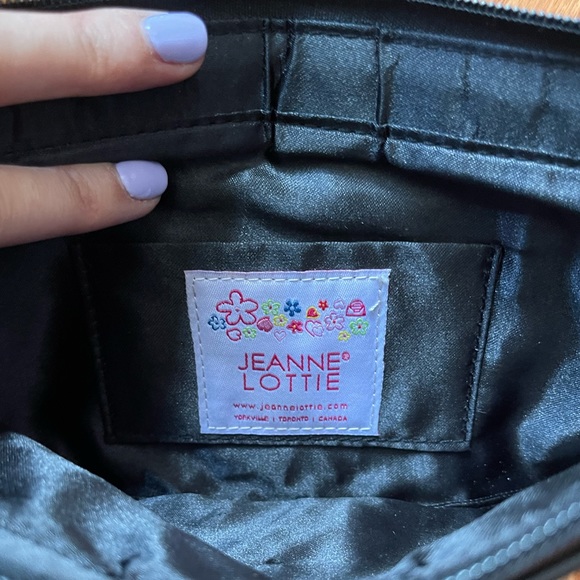 JEANNE®
LOTTIE
www.jeannelottie.com
YORKVILLE | TORONTO | CANADA